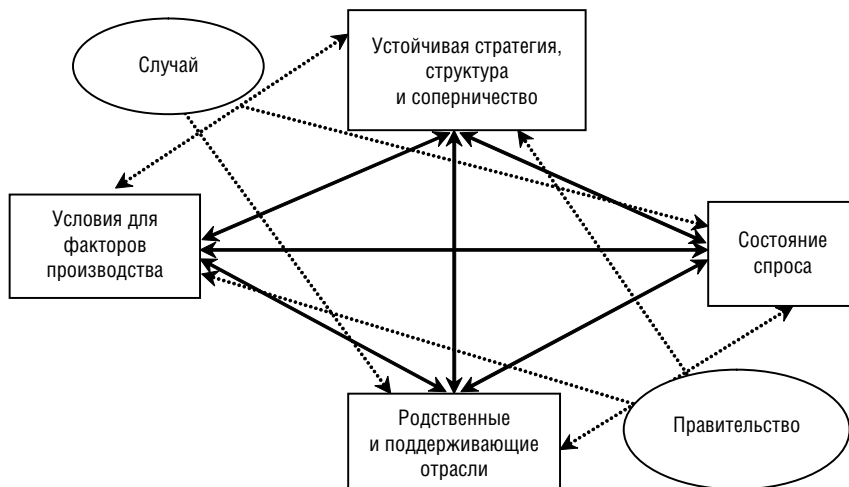 Случай
Устойчивая стратегия,
структура
и соперничество
Условия для
факторов
производства
Состояние
спроса
Родственные
и поддерживающие
отрасли
Правительство